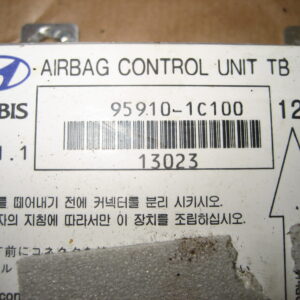 AIRBAG CONTROL UNIT TB
BIS
95910-1C100
12
1.1
13023
를 떼어내기 전에 커넥터를 분리 시키시오.
자의 지침에 따라서만 이 장치를 조립하십시오.